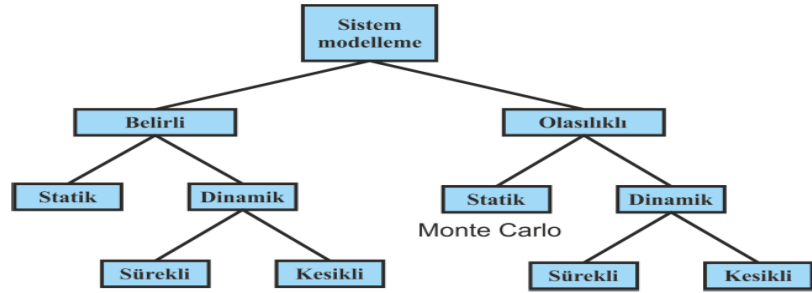 Sistem
modelleme
Belirli
Olasılıklı
Statik
Dinamik
Statik
Dinamik
Monte Carlo
Sürekli
Kesikli
Sürekli
Kesikli